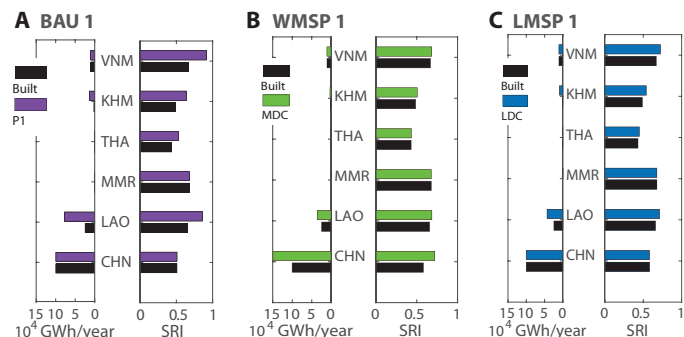 A BAU 1
Built
P1
VNM
KHM
THA
MMR
LAO
CHN
15 10 5 0
10⁴ GWh/year
0 0.5 1
SRI
B WMSP 1
Built
MDC
VNM
KHM
THA
MMR
LAO
CHN
15 10 5 0
10⁴ GWh/year
0 0.5 1
SRI
C LMSP 1
Built
LDC
VNM
KHM
THA
MMR
LAO
CHN
15 10 5 0
10⁴ GWh/year
0 0.5 1
SRI